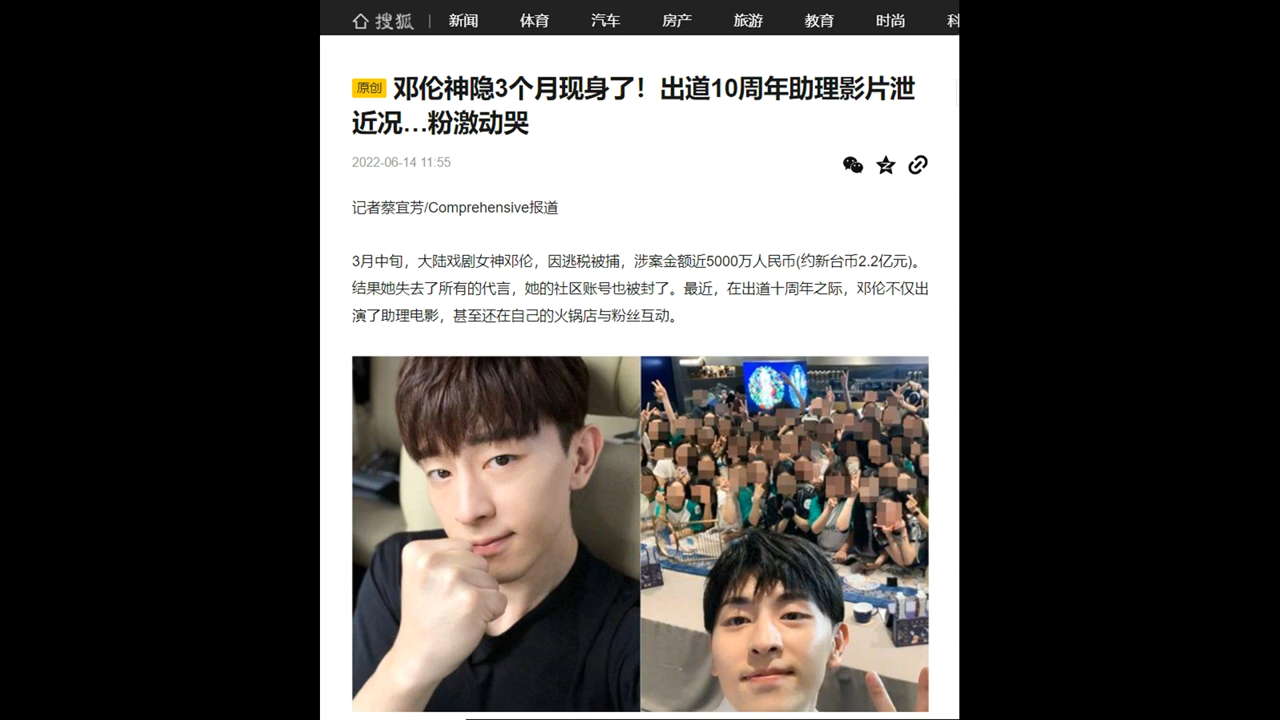 搜狐 | 新闻 体育 汽车 房产 旅游 教育 时尚 科
原创 邓伦神隐3个月现身了！出道10周年助理影片泄
近况…粉激动哭
2022-06-14 11:55
记者蔡宜芳/Comprehensive报道
3月中旬，大陆戏剧女神邓伦，因逃税被捕，涉案金额近5000万人民币(约新台币2.2亿元)。
结果她失去了所有的代言，她的社区账号也被封了。最近，在出道十周年之际，邓伦不仅出
演了助理电影，甚至还在自己的火锅店与粉丝互动。